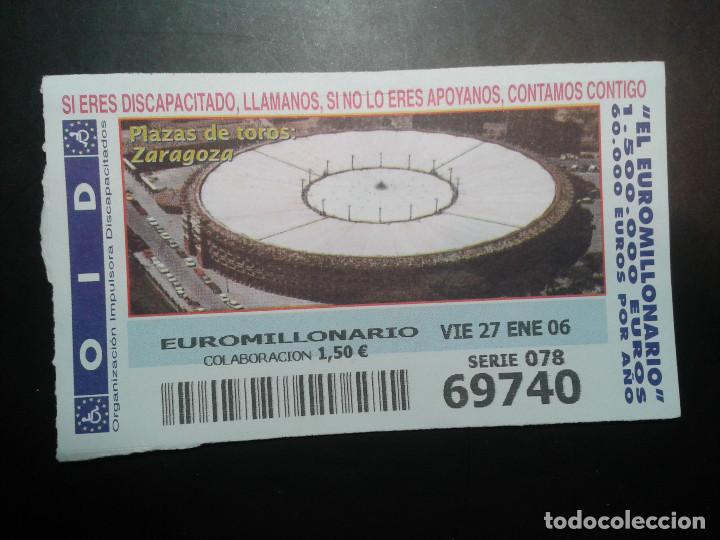 SI ERES DISCAPACITADO, LLAMANOS, SI NO LO ERES APOYANOS, CONTAMOS CONTIGO
Plazas de toros:
Zaragoza
OID
Organización Impulsora Discapacitados
"EL EUROMILLONARIO"
1.500.000 EUROS
60.000 EUROS POR AÑO
EUROMILLONARIO VIE 27 ENE 06
COLABORACION 1,50 €
SERIE 078
69740
todocoleccion.net